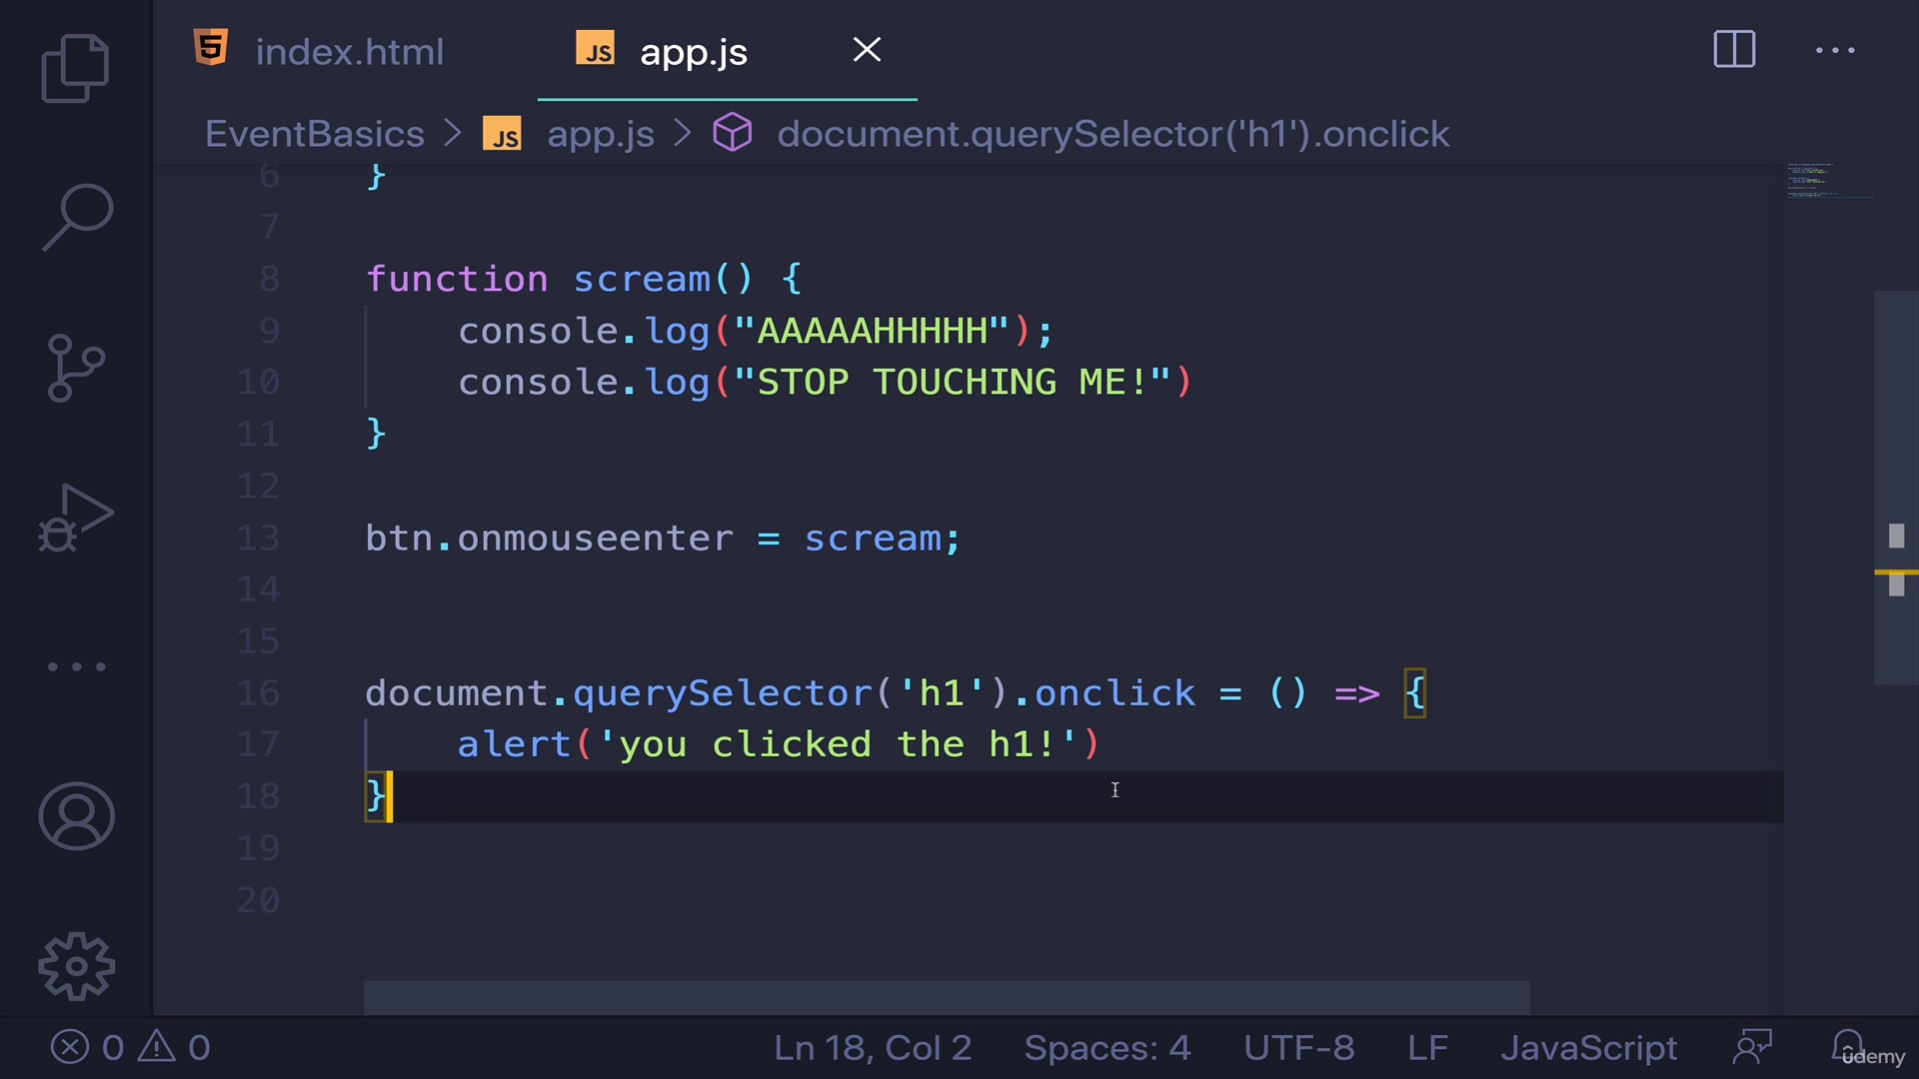 index.html
JS app.js
EventBasics > JS app.js > document.querySelector('h1').onclick
6 }
7
8 function scream() {
9     console.log("AAAAAHHHHH");
10     console.log("STOP TOUCHING ME!")
11 }
12
13 btn.onmouseenter = scream;
14
15
16 document.querySelector('h1').onclick = () => {
17     alert('you clicked the h1!')
18 }
19
20
0 0 Ln 18, Col 2 Spaces: 4 UTF-8 LF JavaScript
udemy